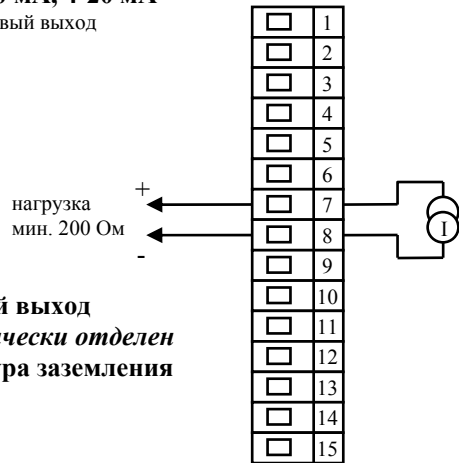 4-20 мА
вый выход
1
2
3
4
5
6
+
нагрузка
7
мин. 200 Ом
8
I
-
9
10
й выход
11
чески отделен
12
ра заземления
13
14
15